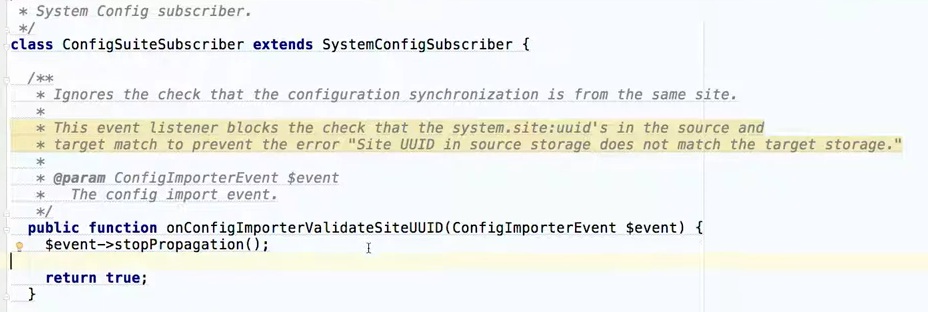 * System Config subscriber.
*/
class ConfigSuiteSubscriber extends SystemConfigSubscriber {
/**
* Ignores the check that the configuration synchronization is from the same site.
*
* This event listener blocks the check that the system.site:uuid's in the source and
* target match to prevent the error "Site UUID in source storage does not match the target storage."
*
* @param ConfigImporterEvent $event
*   The config import event.
*/
public function onConfigImporterValidateSiteUUID(ConfigImporterEvent $event) {
$event->stopPropagation();
return true;
}